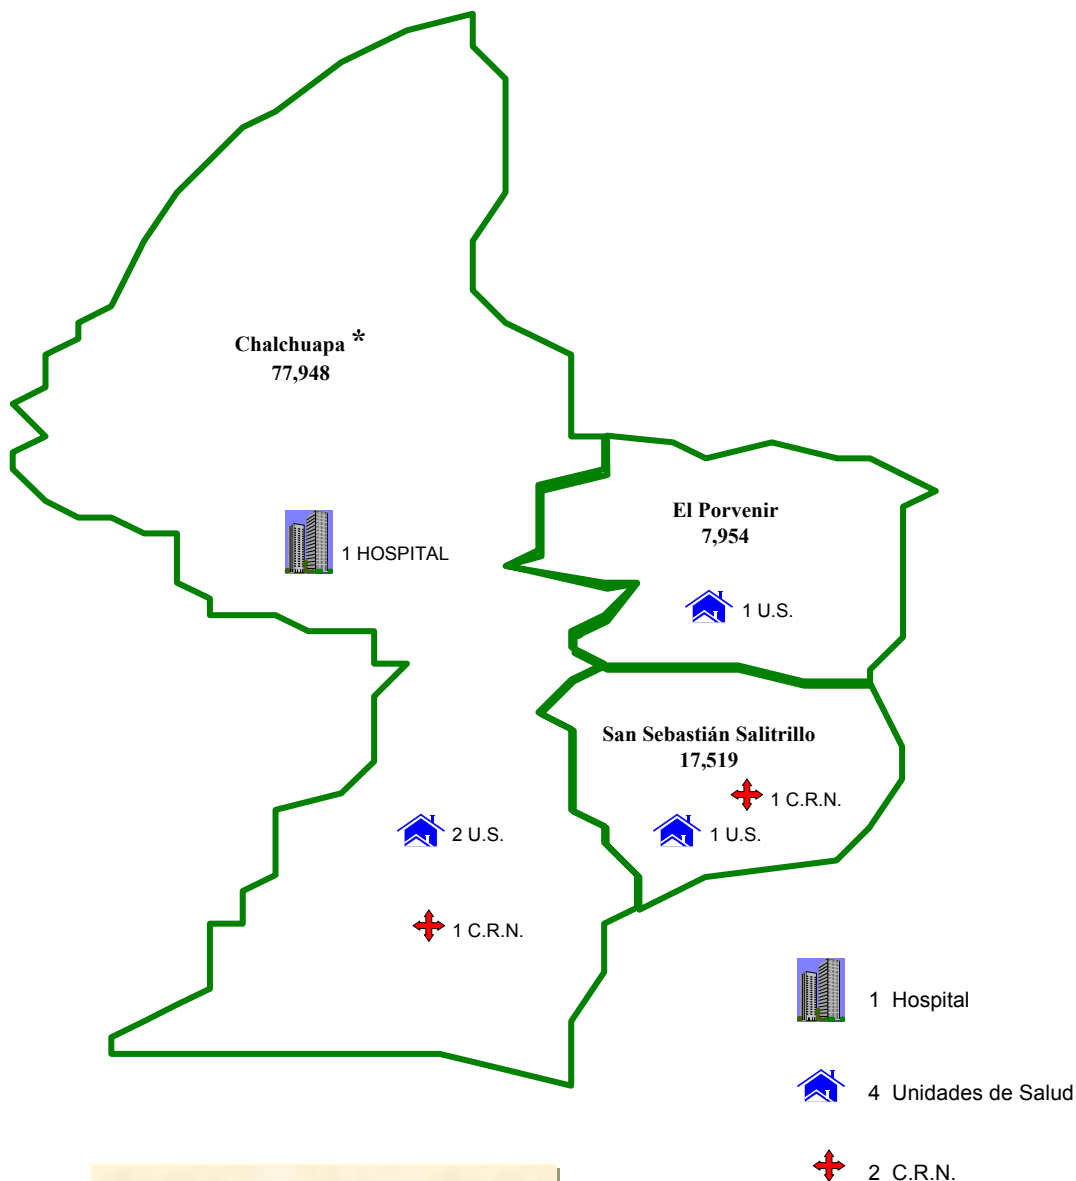 Chalchuapa *
77,948
1 HOSPITAL
El Porvenir
7,954
1 U.S.
San Sebastián Salitrillo
17,519
1 C.R.N.
1 U.S.
2 U.S.
1 C.R.N.
1 Hospital
4 Unidades de Salud
2 C.R.N.